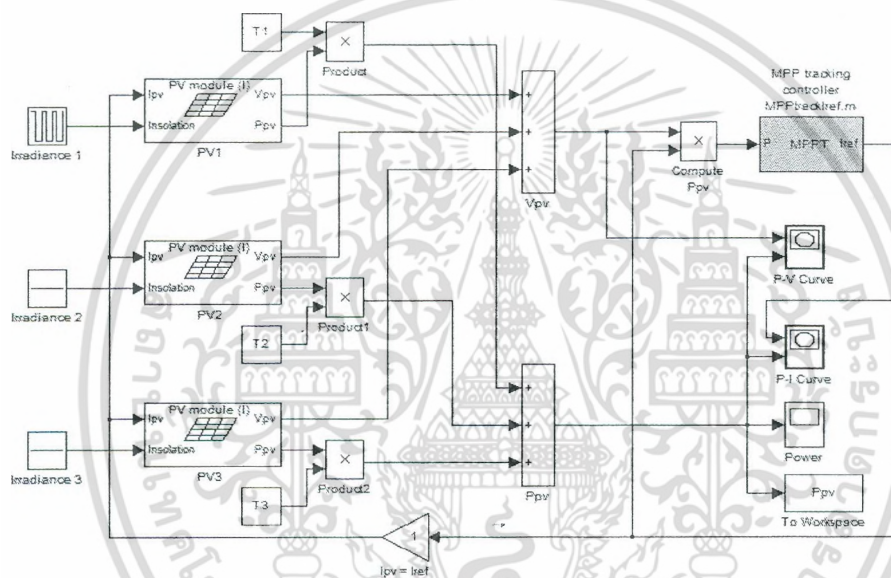 T1
×
Product
PV module (I)
Ipv
Vpv
Insolation
Ppv
PV1
Irradiance 1
+
+
+
Vpv
×
Compute
Ppv
MPP tracking
controller
MPPtrackIref.m
P
MPPT
Iref
PV module (I)
Ipv
Vpv
Insolation
Ppv
PV2
Irradiance 2
×
Product1
T2
P-V Curve
P-I Curve
PV module (I)
Ipv
Vpv
Insolation
Ppv
PV3
Irradiance 3
×
Product2
T3
+
+
+
Ppv
Power
Ppv
To Workspace
1
Ipv = Iref